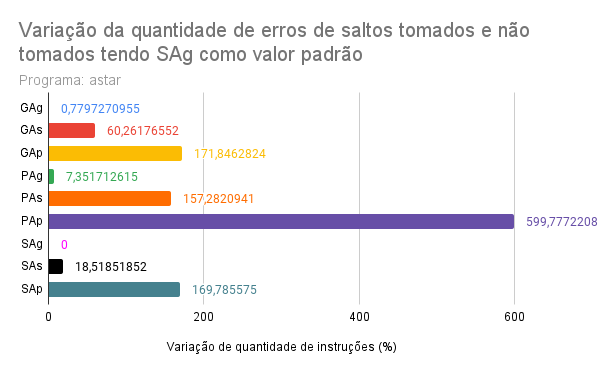 Variação da quantidade de erros de saltos tomados e não
tomados tendo SAg como valor padrão
Programa: astar
GAg 0,7797270955
GAs 60,26176552
GAp 171,8462824
PAg 7,351712615
PAs 157,2820941
PAp 599,7772208
SAg 0
SAs 18,51851852
SAp 169,785575
0 200 400 600
Variação de quantidade de instruções (%)